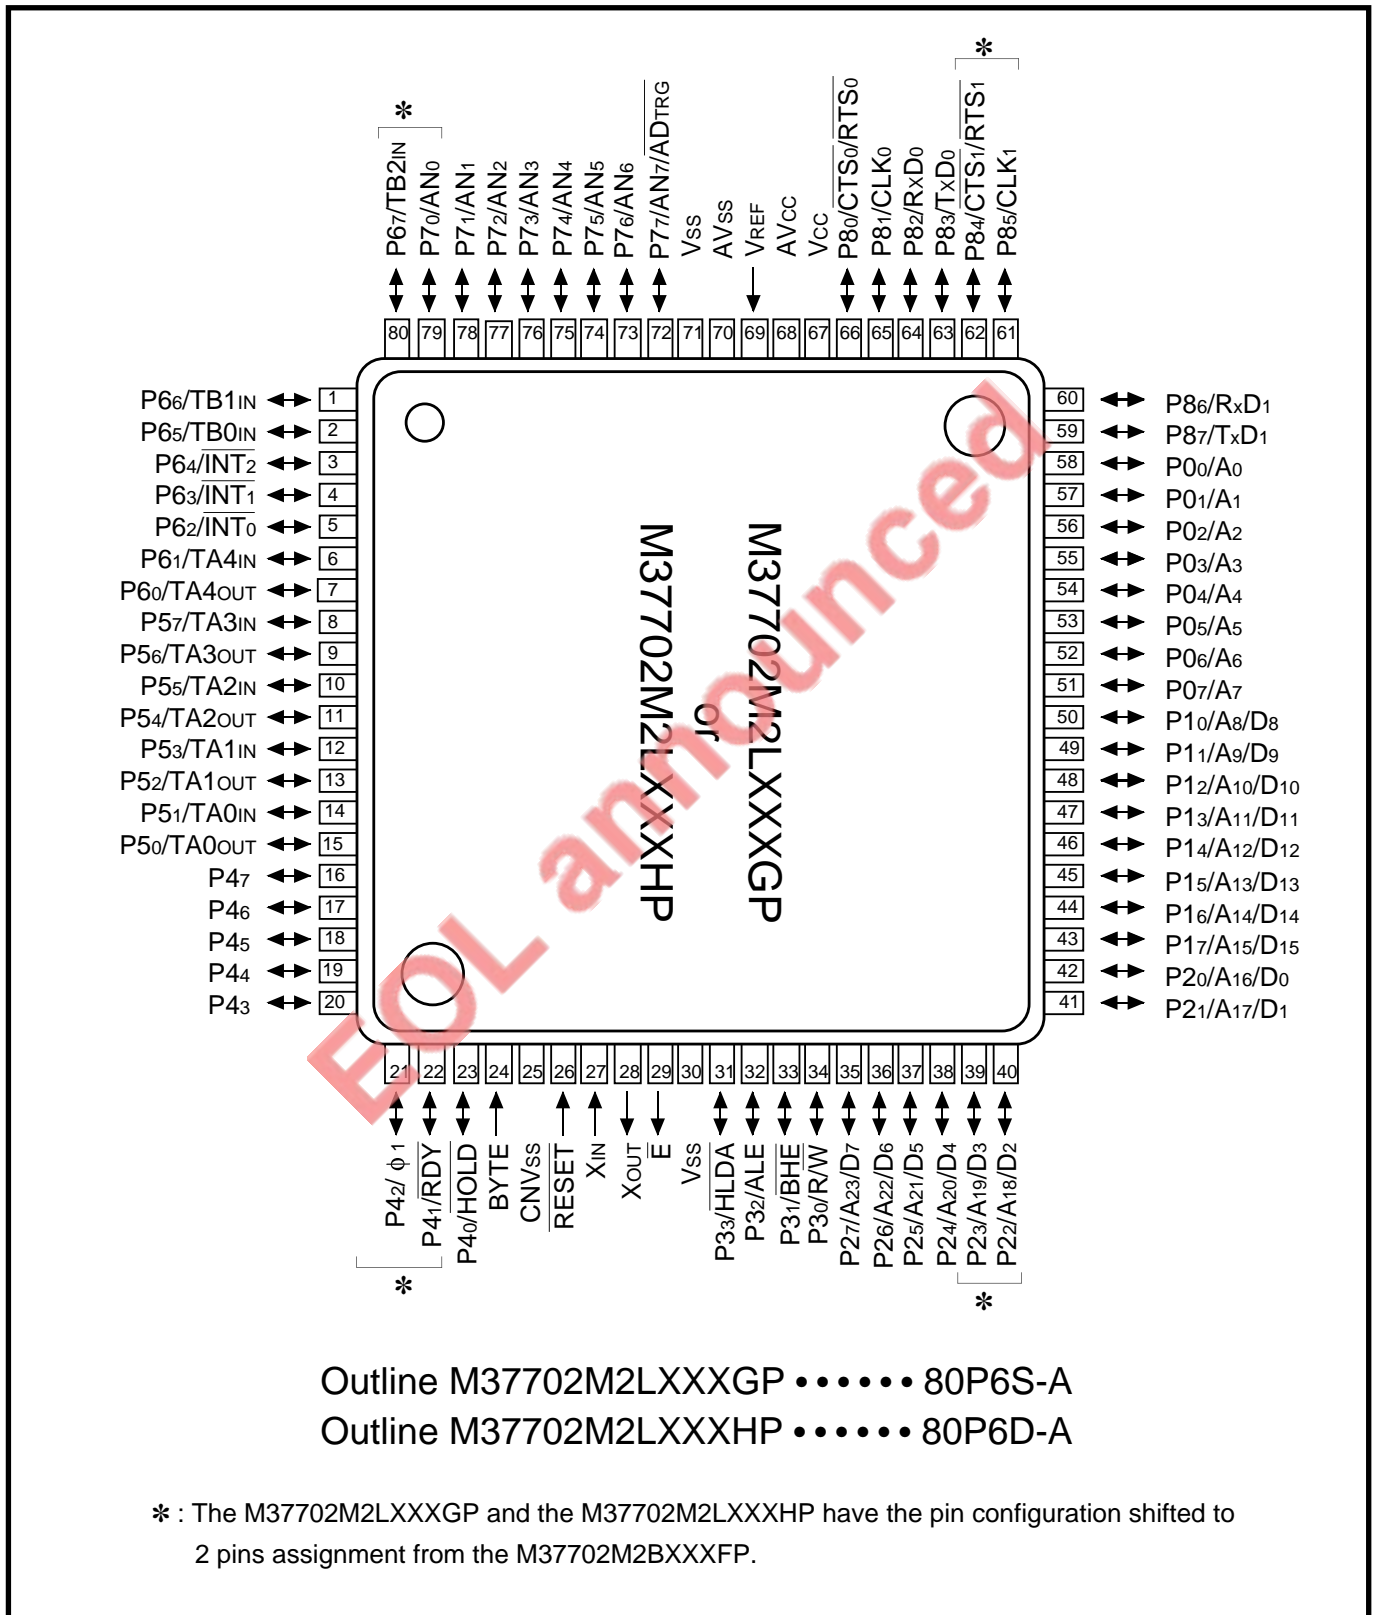 ✽
✽
P67/TB2IN
P70/AN0
P71/AN1
P72/AN2
P73/AN3
P74/AN4
P75/AN5
P76/AN6
P77/AN7/ADTRG
VSS
AVSS
VREF
AVCC
VCC
P80/CTS0/RTS0
P81/CLK0
P82/RxD0
P83/TxD0
P84/CTS1/RTS1
P85/CLK1
80 79 78 77 76 75 74 73 72 71 70 69 68 67 66 65 64 63 62 61
P66/TB1IN 1
P65/TB0IN 2
P64/INT2 3
P63/INT1 4
P62/INT0 5
P61/TA4IN 6
P60/TA4OUT 7
P57/TA3IN 8
P56/TA3OUT 9
P55/TA2IN 10
P54/TA2OUT 11
P53/TA1IN 12
P52/TA1OUT 13
P51/TA0IN 14
P50/TA0OUT 15
P47 16
P46 17
P45 18
P44 19
P43 20
60 P86/RxD1
59 P87/TxD1
58 P00/A0
57 P01/A1
56 P02/A2
55 P03/A3
54 P04/A4
53 P05/A5
52 P06/A6
51 P07/A7
50 P10/A8/D8
49 P11/A9/D9
48 P12/A10/D10
47 P13/A11/D11
46 P14/A12/D12
45 P15/A13/D13
44 P16/A14/D14
43 P17/A15/D15
42 P20/A16/D0
41 P21/A17/D1
M37702M2LXXXGP
or
M37702M2LXXXHP
EOL announced
21 22 23 24 25 26 27 28 29 30 31 32 33 34 35 36 37 38 39 40
P42/ ϕ 1
P41/RDY
P40/HOLD
BYTE
CNVSS
RESET
XIN
XOUT
E
VSS
P33/HLDA
P32/ALE
P31/BHE
P30/R/W
P27/A23/D7
P26/A22/D6
P25/A21/D5
P24/A20/D4
P23/A19/D3
P22/A18/D2
✽
✽
Outline M37702M2LXXXGP • • • • • • 80P6S-A
Outline M37702M2LXXXHP • • • • • • 80P6D-A
✽ : The M37702M2LXXXGP and the M37702M2LXXXHP have the pin configuration shifted to
2 pins assignment from the M37702M2BXXXFP.